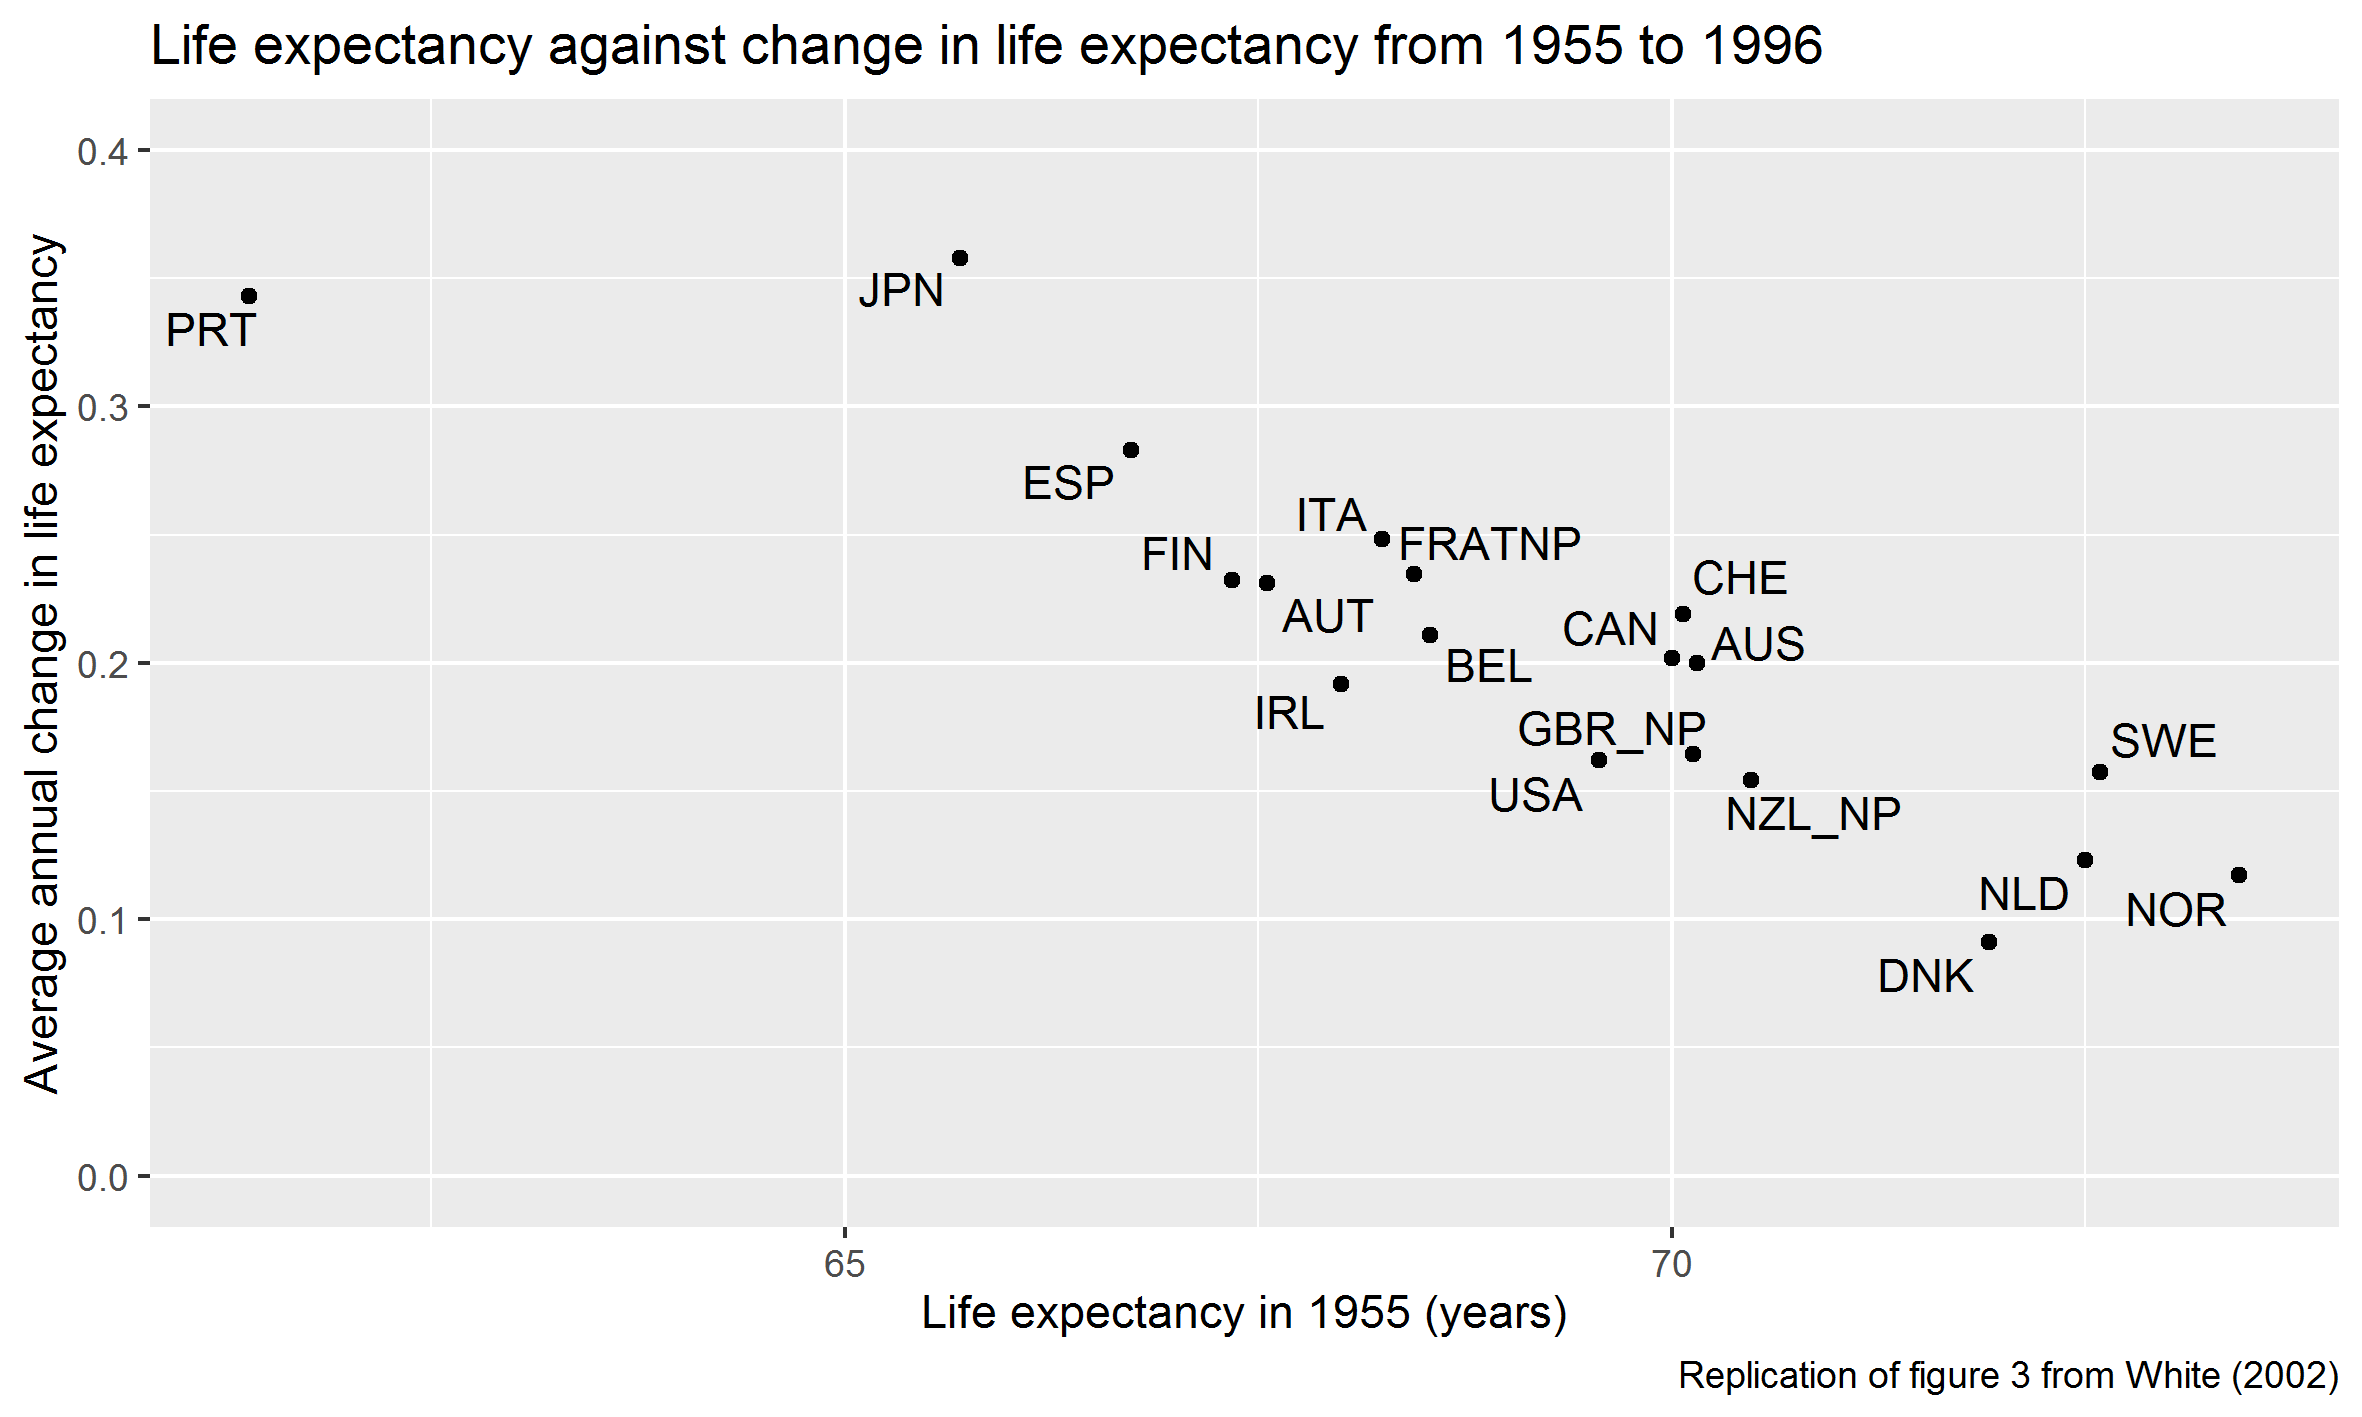 Life expectancy against change in life expectancy from 1955 to 1996
Average annual change in life expectancy
0.4
0.3
0.2
0.1
0.0
JPN
PRT
ESP
ITA
FRATNP
FIN
CHE
AUT
CAN
AUS
BEL
IRL
GBR_NP
SWE
USA
NZL_NP
NLD
NOR
DNK
65
70
Life expectancy in 1955 (years)
Replication of figure 3 from White (2002)